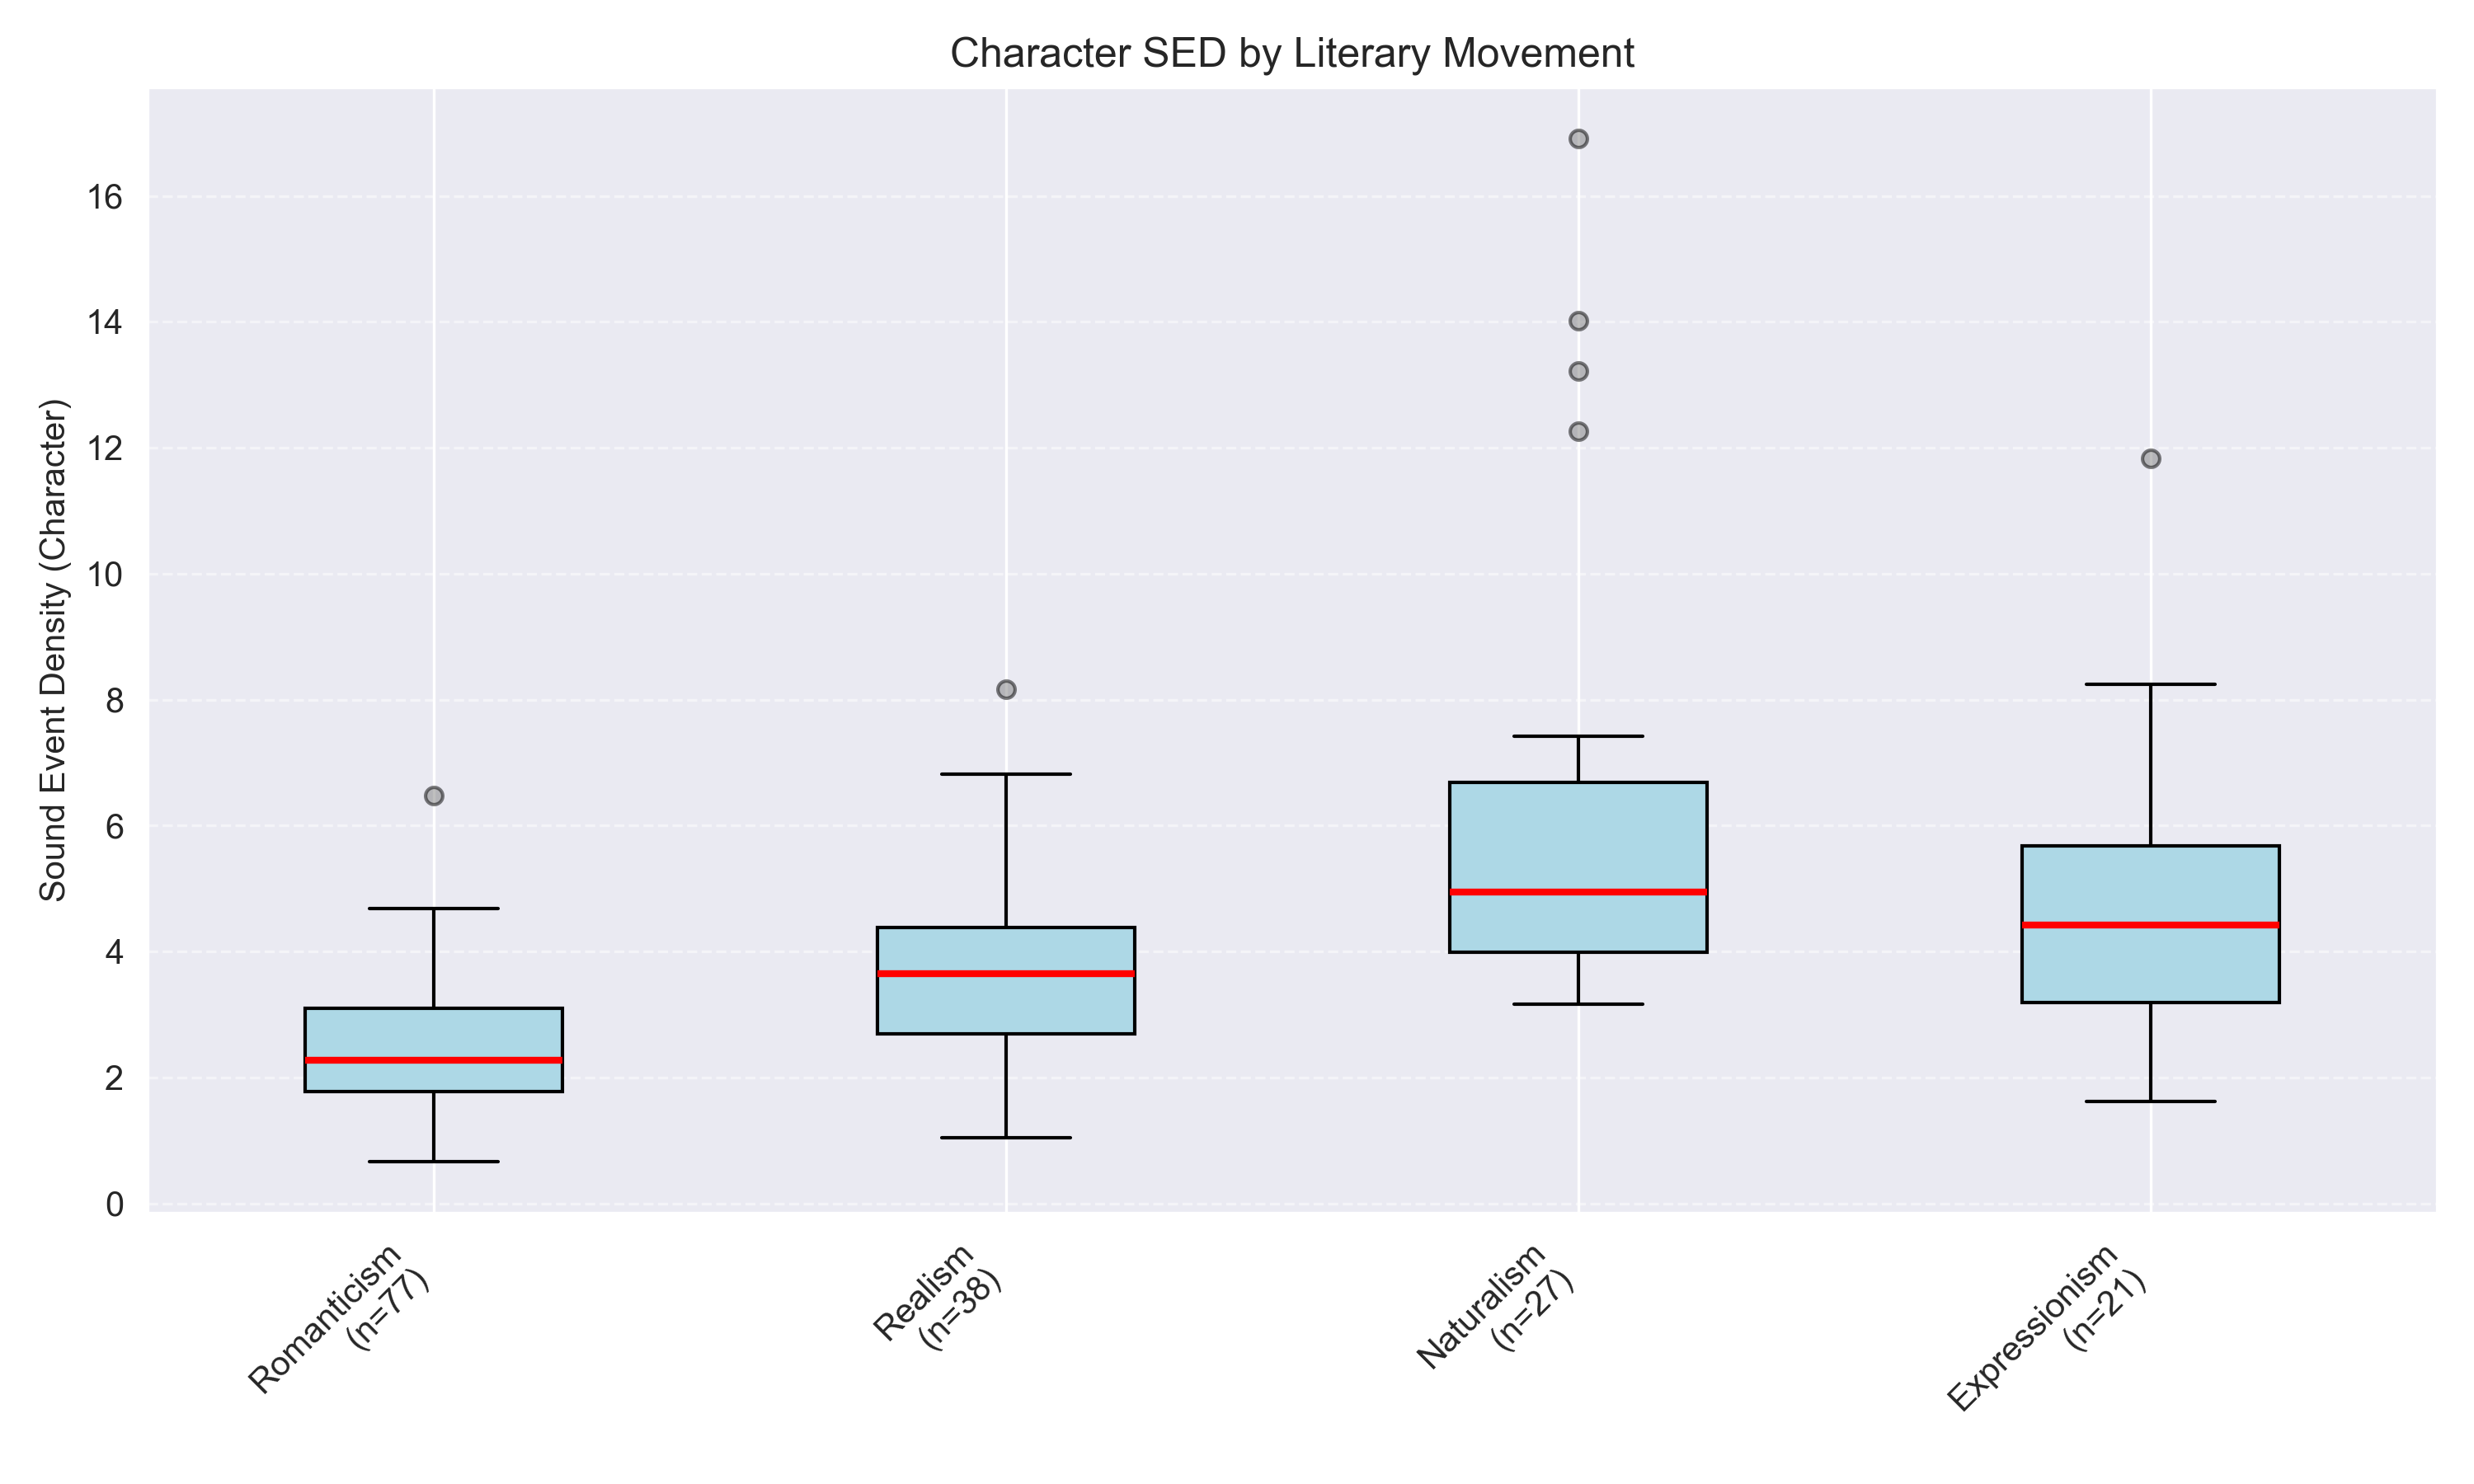 Character SED by Literary Movement
Sound Event Density (Character)
16
14
12
10
8
6
4
2
0
Romanticism
(n=77)
Realism
(n=38)
Naturalism
(n=27)
Expressionism
(n=21)